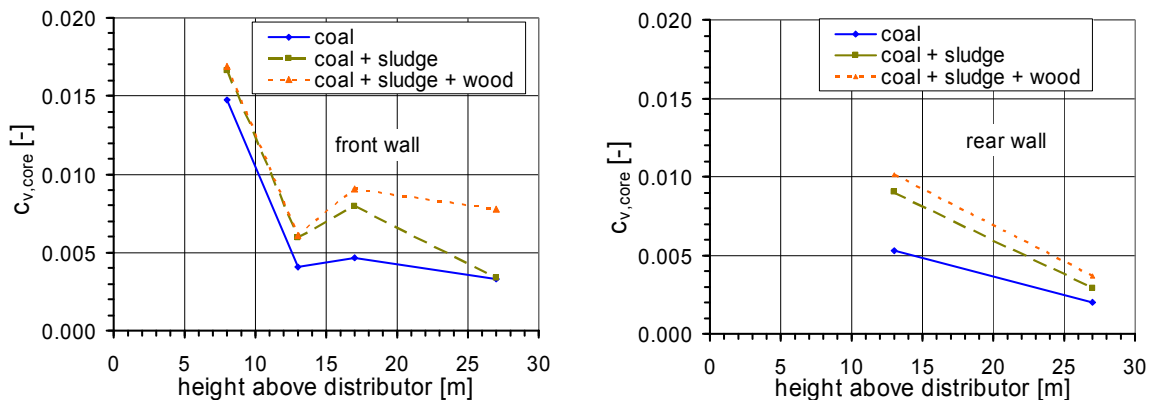 0.020
0.015
0.010
0.005
0.000
c_v,core [-]
coal
coal + sludge
coal + sludge + wood
front wall
0 5 10 15 20 25 30
height above distributor [m]
0.020
0.015
0.010
0.005
0.000
c_v,core [-]
coal
coal + sludge
coal + sludge + wood
rear wall
0 5 10 15 20 25 30
height above distributor [m]